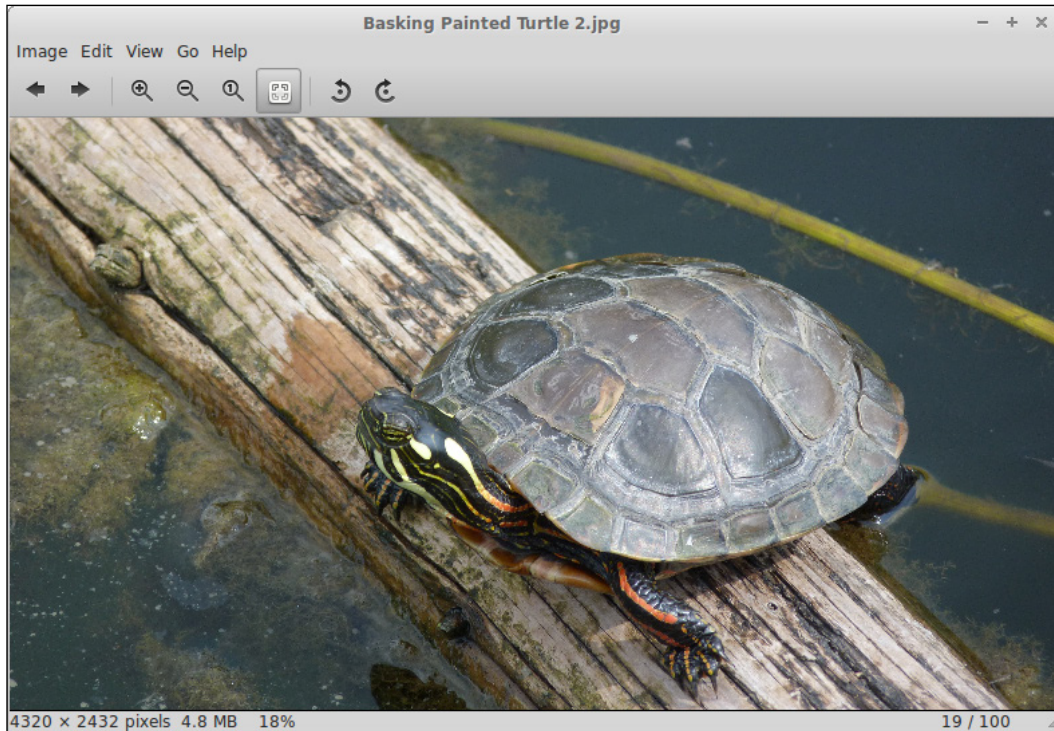 Basking Painted Turtle 2.jpg
Image Edit View Go Help
1
4320 × 2432 pixels 4.8 MB 18%
19 / 100